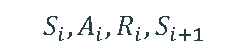 S_i, A_i, R_i, S_{i+1}